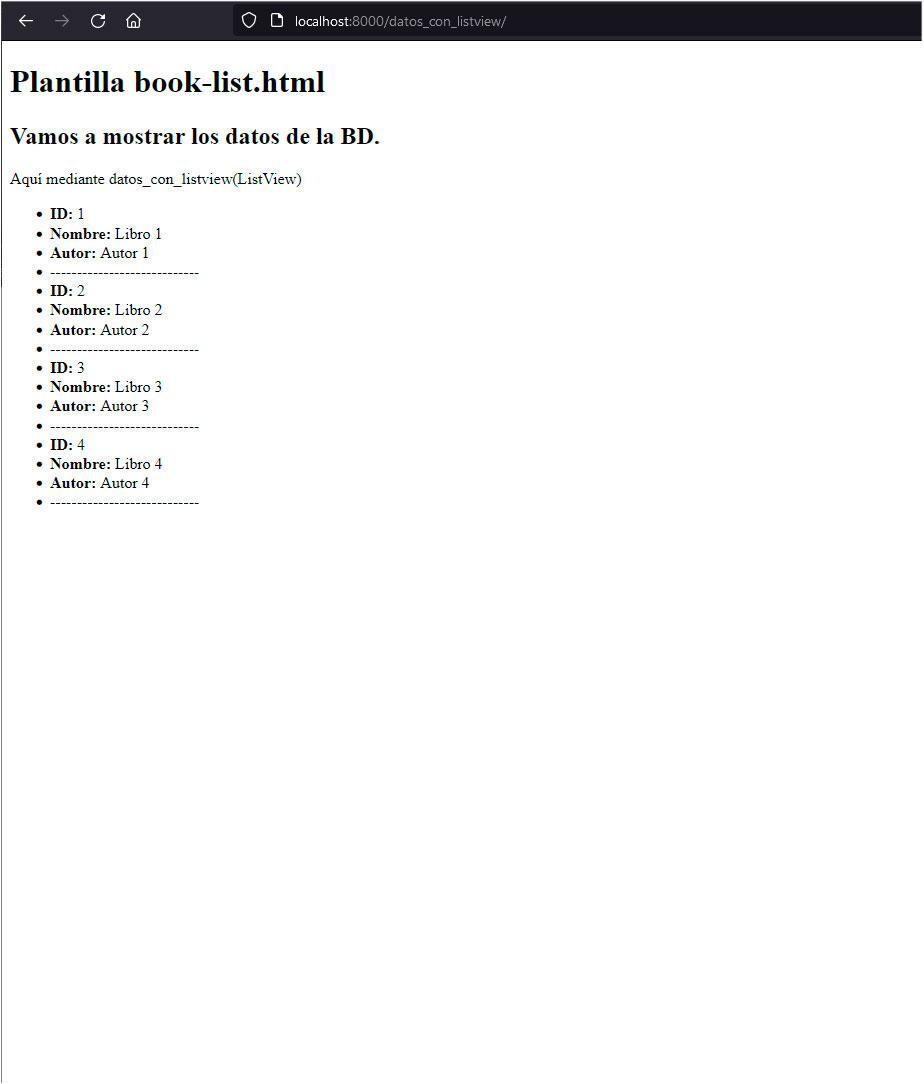 localhost:8000/datos_con_listview/
Plantilla book-list.html
Vamos a mostrar los datos de la BD.
Aquí mediante datos_con_listview(ListView)
• ID: 1
• Nombre: Libro 1
• Autor: Autor 1
• ----------------------------
• ID: 2
• Nombre: Libro 2
• Autor: Autor 2
• ----------------------------
• ID: 3
• Nombre: Libro 3
• Autor: Autor 3
• ----------------------------
• ID: 4
• Nombre: Libro 4
• Autor: Autor 4
• ----------------------------